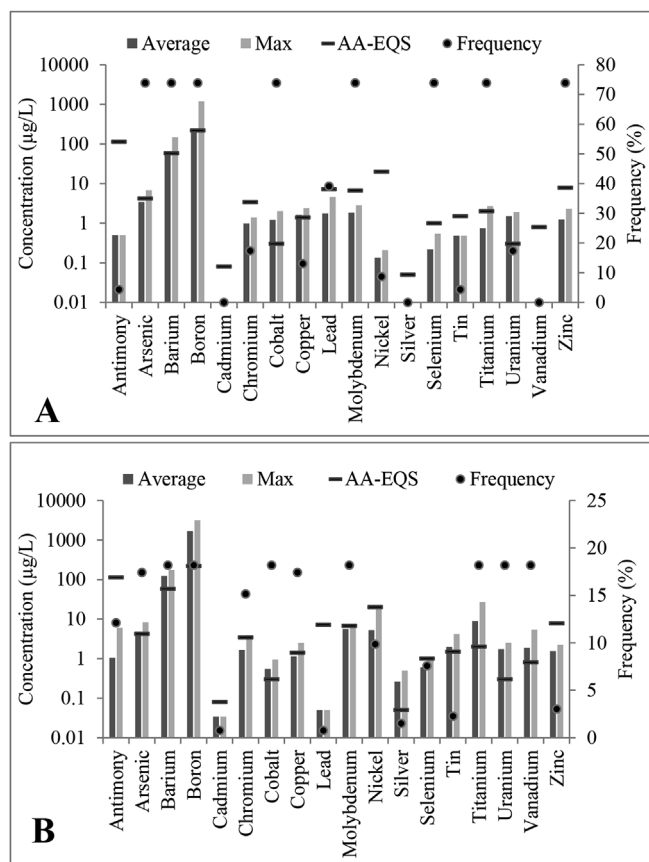 Average Max AA-EQS Frequency
Concentration (µg/L)
10000
1000
100
10
1
0.1
0.01
80
70
60
50
40
30
20
10
0
Frequency (%)
Antimony
Arsenic
Barium
Boron
Cadmium
Chromium
Cobalt
Copper
Lead
Molybdenum
Nickel
Silver
Selenium
Tin
Titanium
Uranium
Vanadium
Zinc
A
Average Max AA-EQS Frequency
Concentration (µg/L)
10000
1000
100
10
1
0.1
0.01
25
20
15
10
5
0
Frequency (%)
Antimony
Arsenic
Barium
Boron
Cadmium
Chromium
Cobalt
Copper
Lead
Molybdenum
Nickel
Silver
Selenium
Tin
Titanium
Uranium
Vanadium
Zinc
B